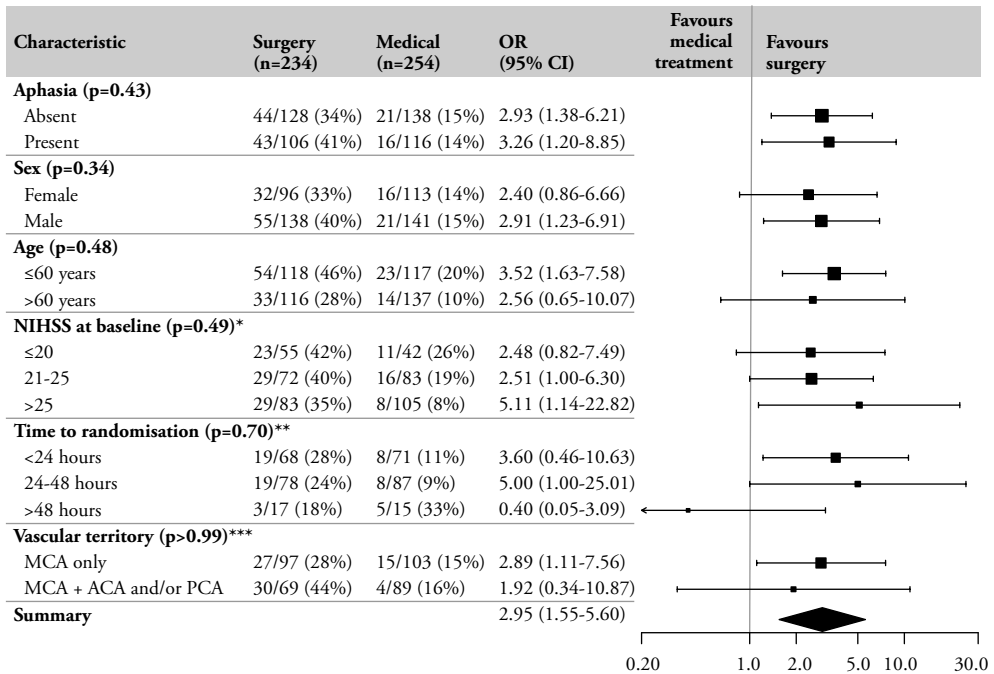 Characteristic Surgery (n=234) Medical (n=254) OR (95% CI) Favours medical treatment Favours surgery
Aphasia (p=0.43)
Absent 44/128 (34%) 21/138 (15%) 2.93 (1.38-6.21)
Present 43/106 (41%) 16/116 (14%) 3.26 (1.20-8.85)
Sex (p=0.34)
Female 32/96 (33%) 16/113 (14%) 2.40 (0.86-6.66)
Male 55/138 (40%) 21/141 (15%) 2.91 (1.23-6.91)
Age (p=0.48)
≤60 years 54/118 (46%) 23/117 (20%) 3.52 (1.63-7.58)
>60 years 33/116 (28%) 14/137 (10%) 2.56 (0.65-10.07)
NIHSS at baseline (p=0.49)*
≤20 23/55 (42%) 11/42 (26%) 2.48 (0.82-7.49)
21-25 29/72 (40%) 16/83 (19%) 2.51 (1.00-6.30)
>25 29/83 (35%) 8/105 (8%) 5.11 (1.14-22.82)
Time to randomisation (p=0.70)**
<24 hours 19/68 (28%) 8/71 (11%) 3.60 (0.46-10.63)
24-48 hours 19/78 (24%) 8/87 (9%) 5.00 (1.00-25.01)
>48 hours 3/17 (18%) 5/15 (33%) 0.40 (0.05-3.09)
Vascular territory (p>0.99)***
MCA only 27/97 (28%) 15/103 (15%) 2.89 (1.11-7.56)
MCA + ACA and/or PCA 30/69 (44%) 4/89 (16%) 1.92 (0.34-10.87)
Summary 2.95 (1.55-5.60)
0.20 1.0 2.0 5.0 10.0 30.0